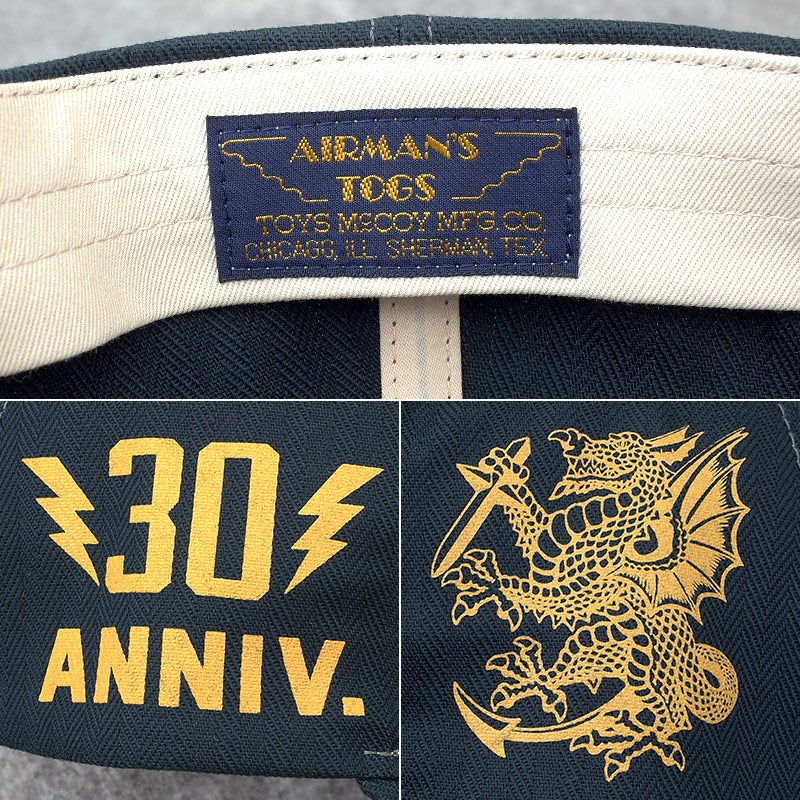 AIRMAN'S
TOGS
TOYS McCOY MFG.CO.
CHICAGO, ILL. SHERMAN, TEX.
30
ANNIV.